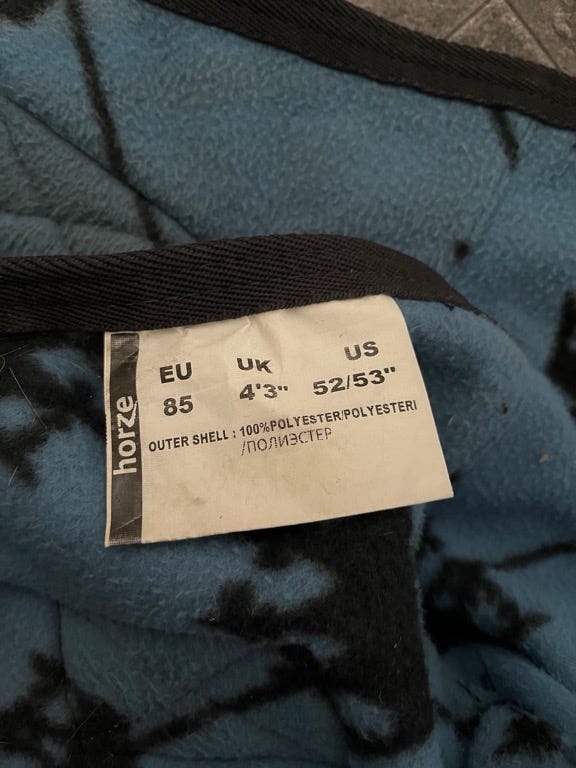 horze
EU UK US
85 4'3" 52/53"
OUTER SHELL : 100%POLYESTER/POLYESTERI
/ПОЛИЭСТЕР